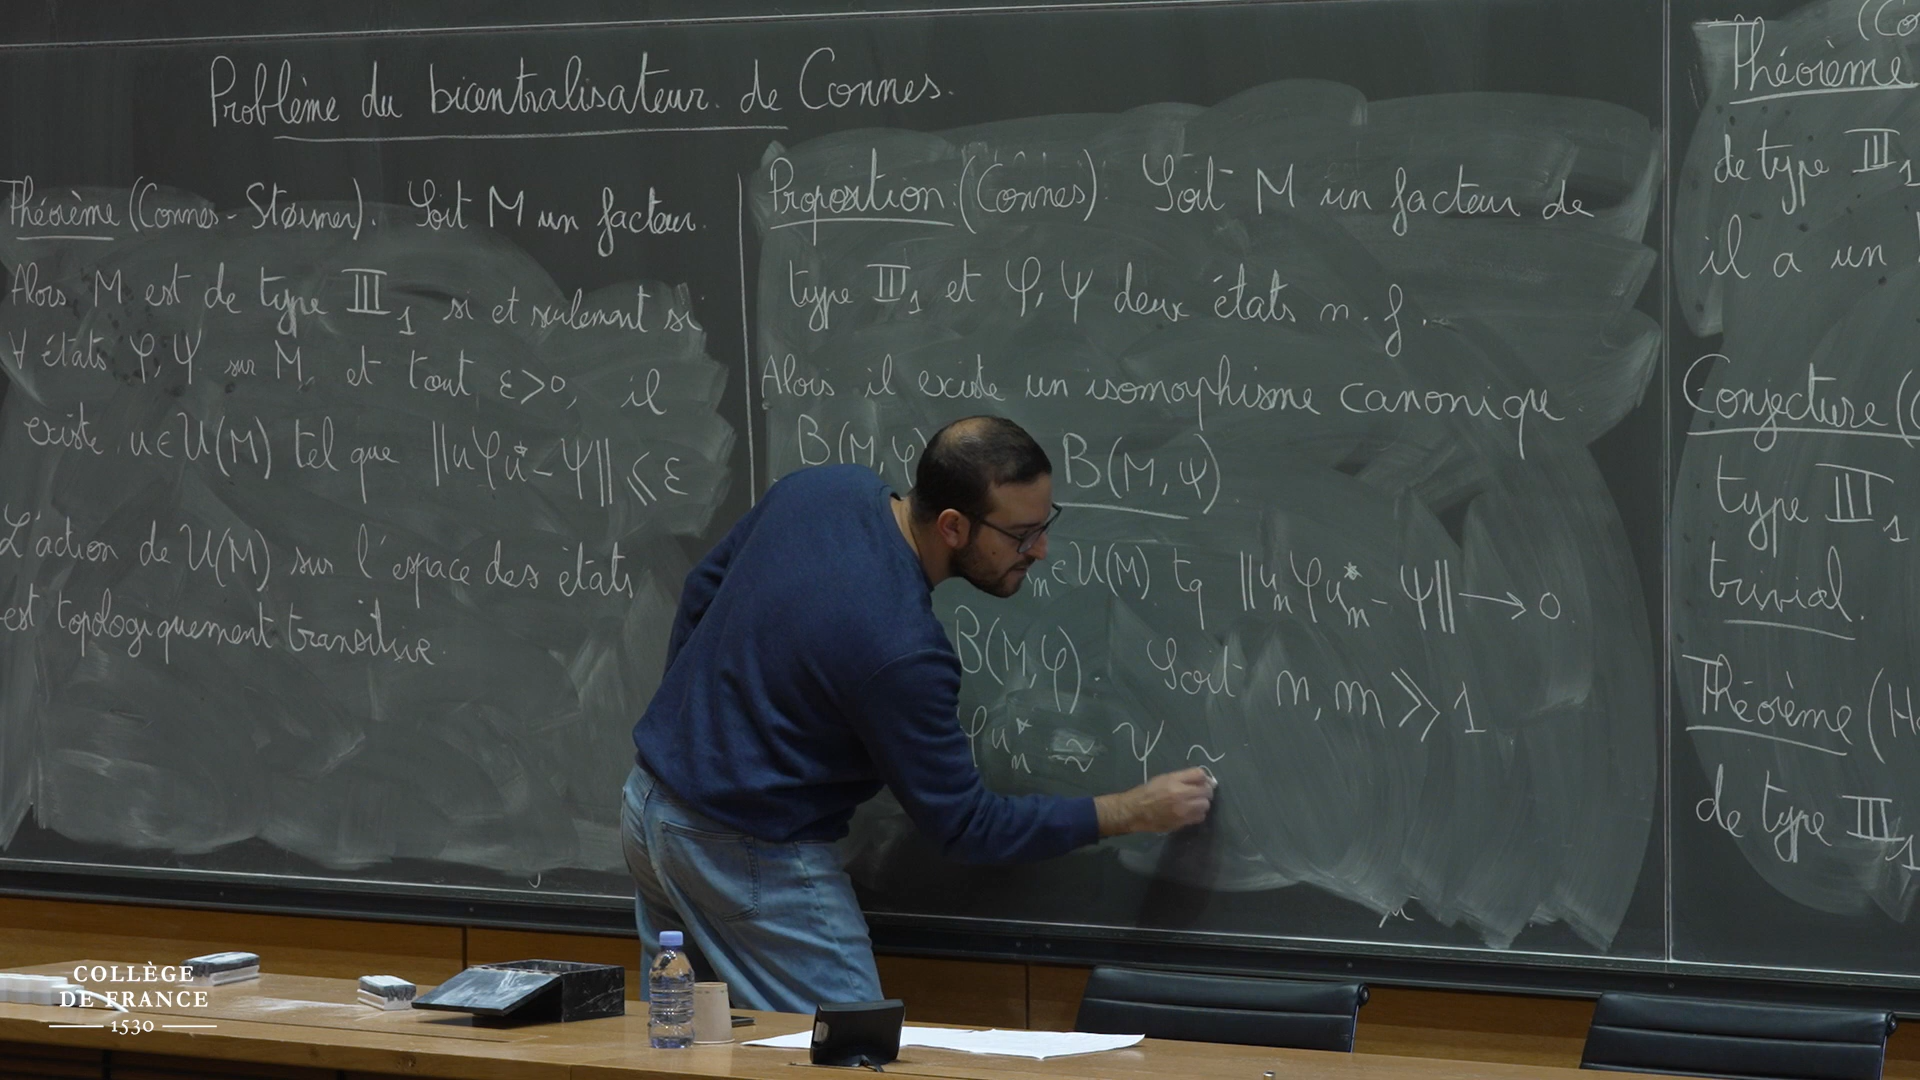 Problème du bicentralisateur de Connes.
Théorème (Connes-Størmer). Soit M un facteur.
Alors M est de type III₁ si et seulement si
∀ états φ, ψ sur M, et tout ε>0, il
existe u∈U(M) tel que ||uφu*-ψ|| ⩽ ε
L'action de U(M) sur l'espace des états
est topologiquement transitive.
Proposition. (Connes). Soit M un facteur de
type III₁ et φ, ψ deux états n.f.
Alors il existe un isomorphisme canonique
B(M,φ) B(M,ψ)
n∈U(M) tq ||uₙφuₙ*-ψ|| → 0
B(M,φ). Soit n,m ≫ 1
φuₙ* ≈ ψ ≈
(Co
Théorème
de type III₁
il a un
Conjecture (C
type III₁
trivial.
Théorème (H
de type III₁
COLLÈGE
DE FRANCE
1530